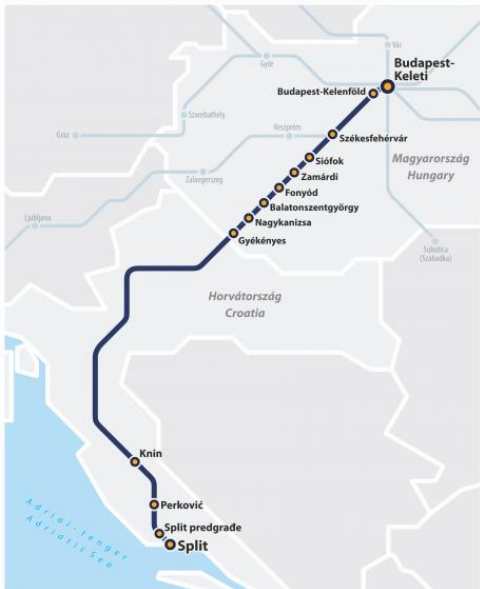 Vác
Győr
Budapest-
Keleti
Budapest-Kelenföld
Szombathely
Graz
Veszprém
Székesfehérvár
Siófok
Magyarország
Hungary
Zamárdi
Zalaegerszeg
Fonyód
Balatonszentgyörgy
Ljubljana
Nagykanizsa
Gyékényes
Subotica
(Szabadka)
Horvátország
Croatia
Knin
Perković
Adriai-tenger
Adriatic Sea
Split predgrađe
Split